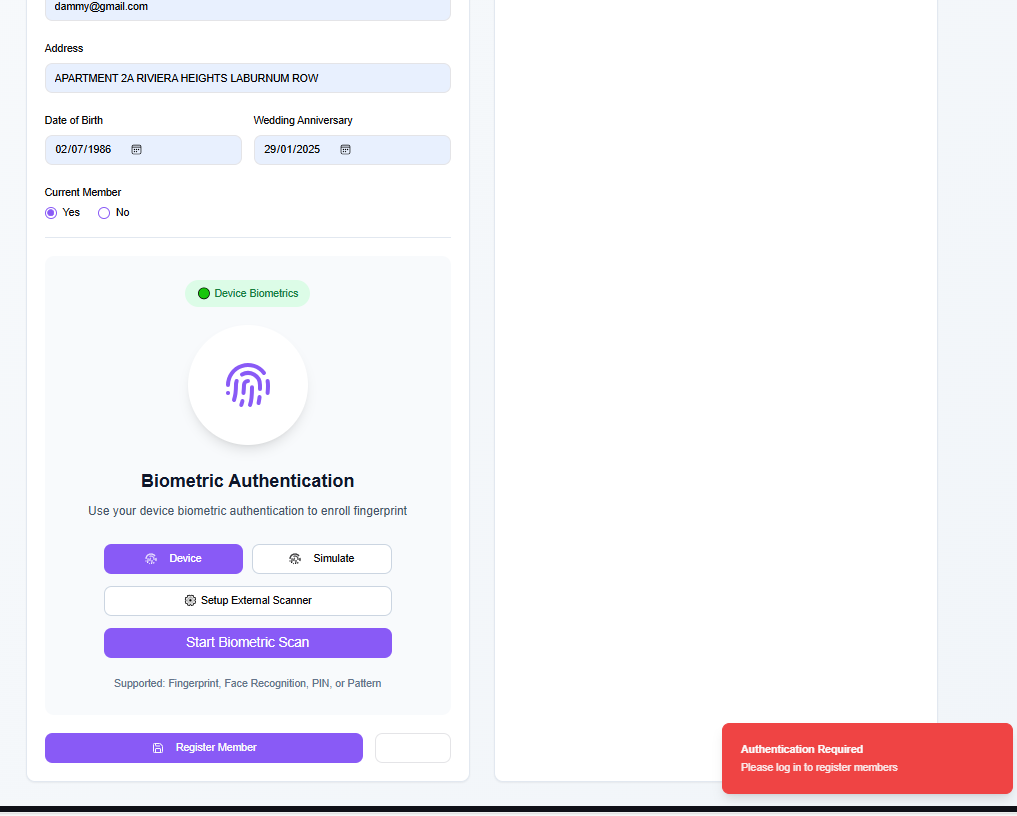 dammy@gmail.com
Address
APARTMENT 2A RIVIERA HEIGHTS LABURNUM ROW
Date of Birth
Wedding Anniversary
02/07/1986
29/01/2025
Current Member
Yes
No
Device Biometrics
Biometric Authentication
Use your device biometric authentication to enroll fingerprint
Device
Simulate
Setup External Scanner
Start Biometric Scan
Supported: Fingerprint, Face Recognition, PIN, or Pattern
Register Member
Authentication Required
Please log in to register members